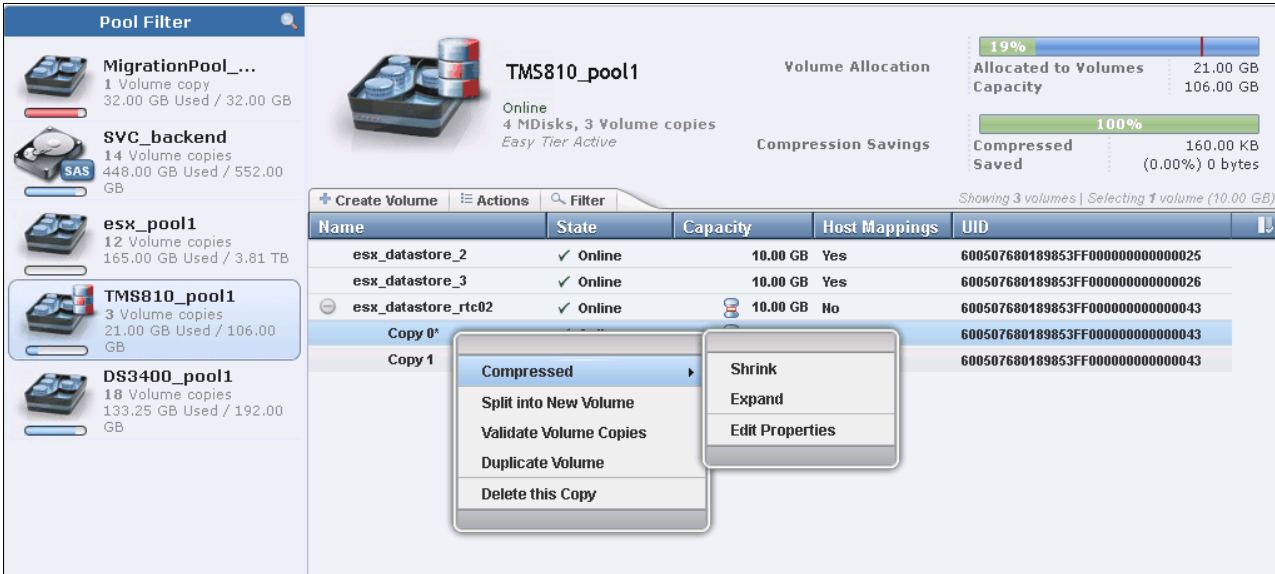 Pool Filter
MigrationPool_...
1 Volume copy
32.00 GB Used / 32.00 GB
SVC_backend
14 Volume copies
448.00 GB Used / 552.00
GB
SAS
esx_pool1
12 Volume copies
165.00 GB Used / 3.81 TB
TMS810_pool1
3 Volume copies
21.00 GB Used / 106.00
GB
DS3400_pool1
18 Volume copies
133.25 GB Used / 192.00
GB
TMS810_pool1
Online
4 MDisks, 3 Volume copies
Easy Tier Active
Volume Allocation
19%
Allocated to Volumes 21.00 GB
Capacity 106.00 GB
Compression Savings
100%
Compressed 160.00 KB
Saved (0.00%) 0 bytes
Create Volume Actions Filter
Showing 3 volumes | Selecting 1 volume (10.00 GB)
Name State Capacity Host Mappings UID
esx_datastore_2 Online 10.00 GB Yes 600507680189853FF000000000000025
esx_datastore_3 Online 10.00 GB Yes 600507680189853FF000000000000026
esx_datastore_rtc02 Online 10.00 GB No 600507680189853FF000000000000043
Copy 0* 600507680189853FF000000000000043
Copy 1 600507680189853FF000000000000043
Compressed
Split into New Volume
Validate Volume Copies
Duplicate Volume
Delete this Copy
Shrink
Expand
Edit Properties